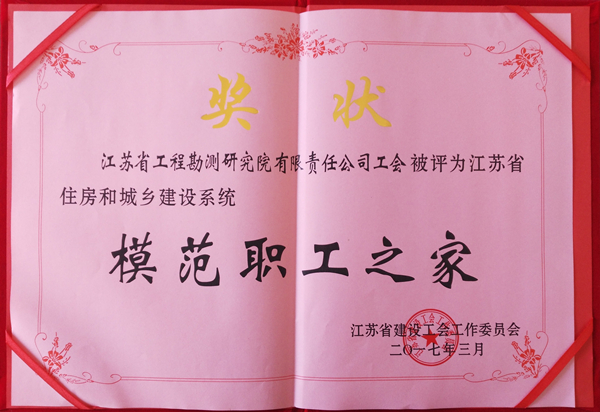 奖状
江苏省工程勘测研究院有限责任公司工会被评为江苏省
住房和城乡建设系统
模范职工之家
江苏省建设工会工作委员会
二〇一七年三月